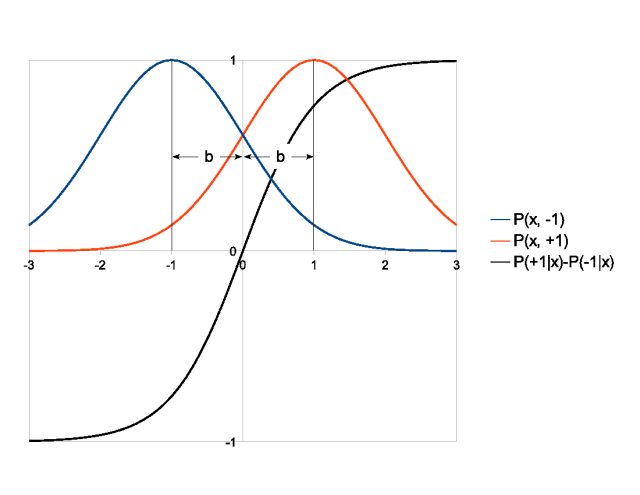 1
b
b
0
-3
-2
-1
0
1
2
3
-1
P(x, -1)
P(x, +1)
P(+1|x)-P(-1|x)